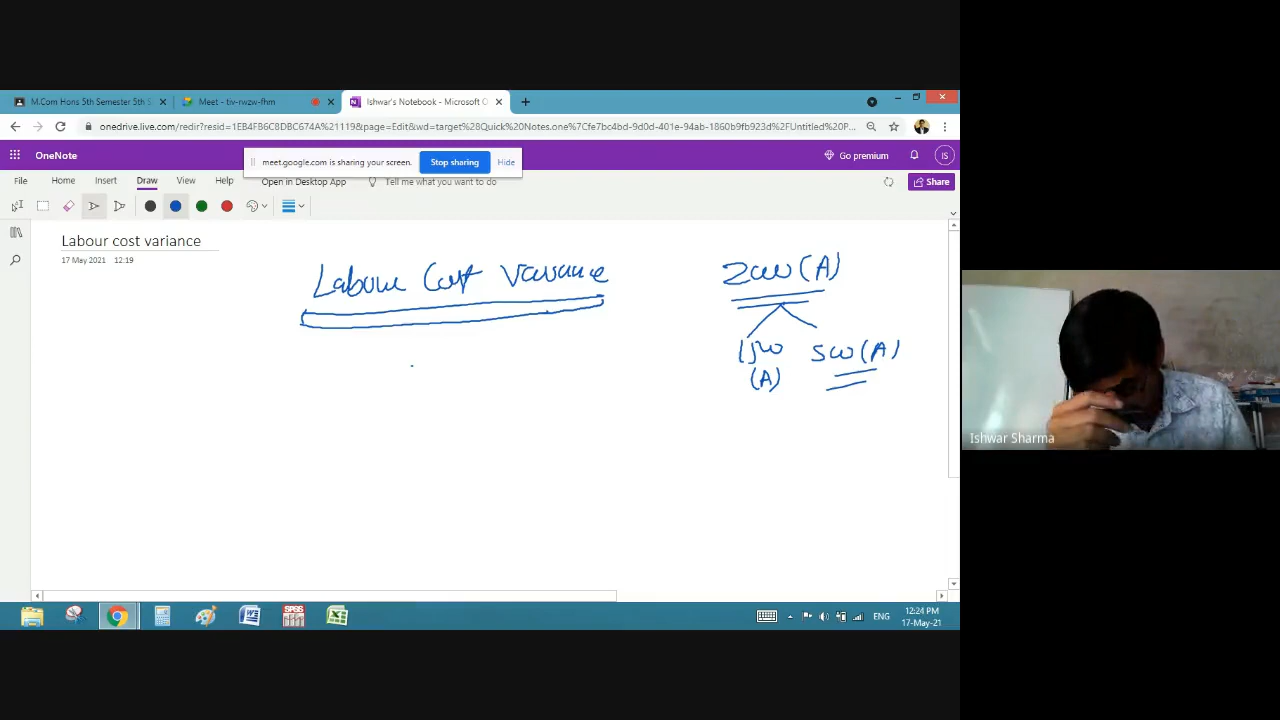 M.Com Hons 5th Semester 5th S
Meet - tiv-rwzw-fhm
Ishwar's Notebook - Microsoft O
onedrive.live.com/redir?resid=1EB4FB6C8DBC674A%21119&page=Edit&wd=target%28Quick%20Notes.one%7Cfe7bc4bd-9d0d-401e-94ab-1860b9fb923d%2FUntitled%20P...
OneNote
meet.google.com is sharing your screen.
Stop sharing
Hide
Go premium
IS
File
Home
Insert
Draw
View
Help
Open in Desktop App
Tell me what you want to do
Share
Labour cost variance
17 May 2021 12:19
Labour Cost Variance
2000 (A)
1500
500 (A)
(A)
Ishwar Sharma
ENG
12:24 PM
17-May-21